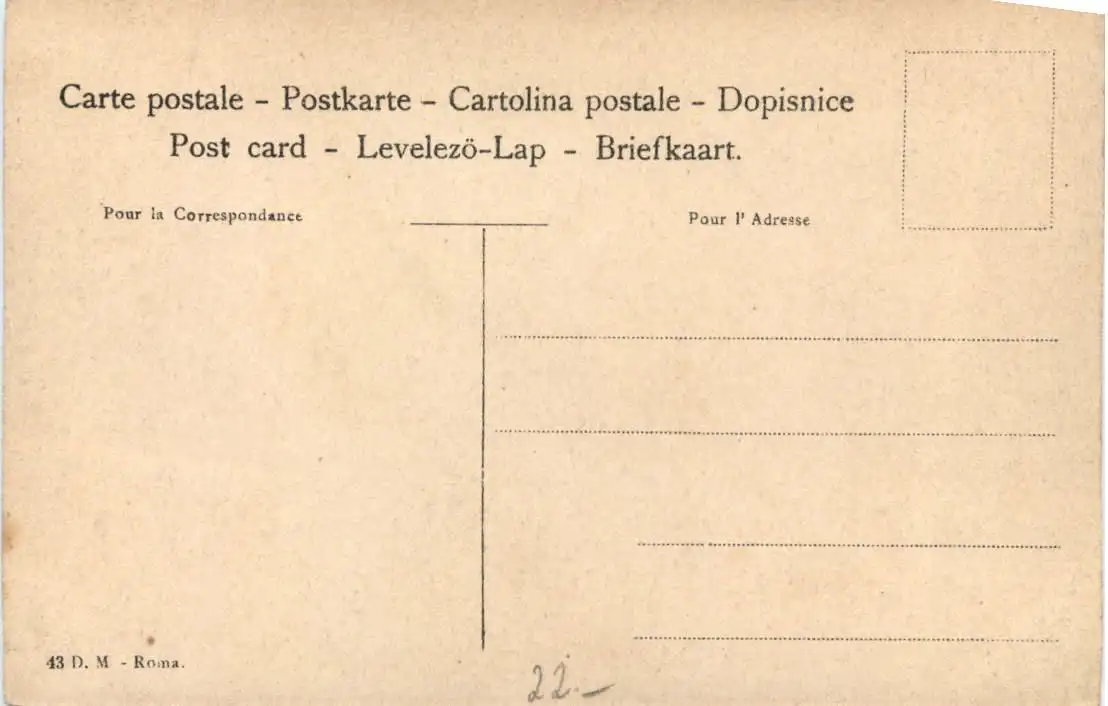 Carte postale - Postkarte - Cartolina postale - Dopisnice
Post card - Levelezö-Lap - Briefkaart.
Pour la Correspondance
Pour l' Adresse
43 D. M - Roma.
22.-